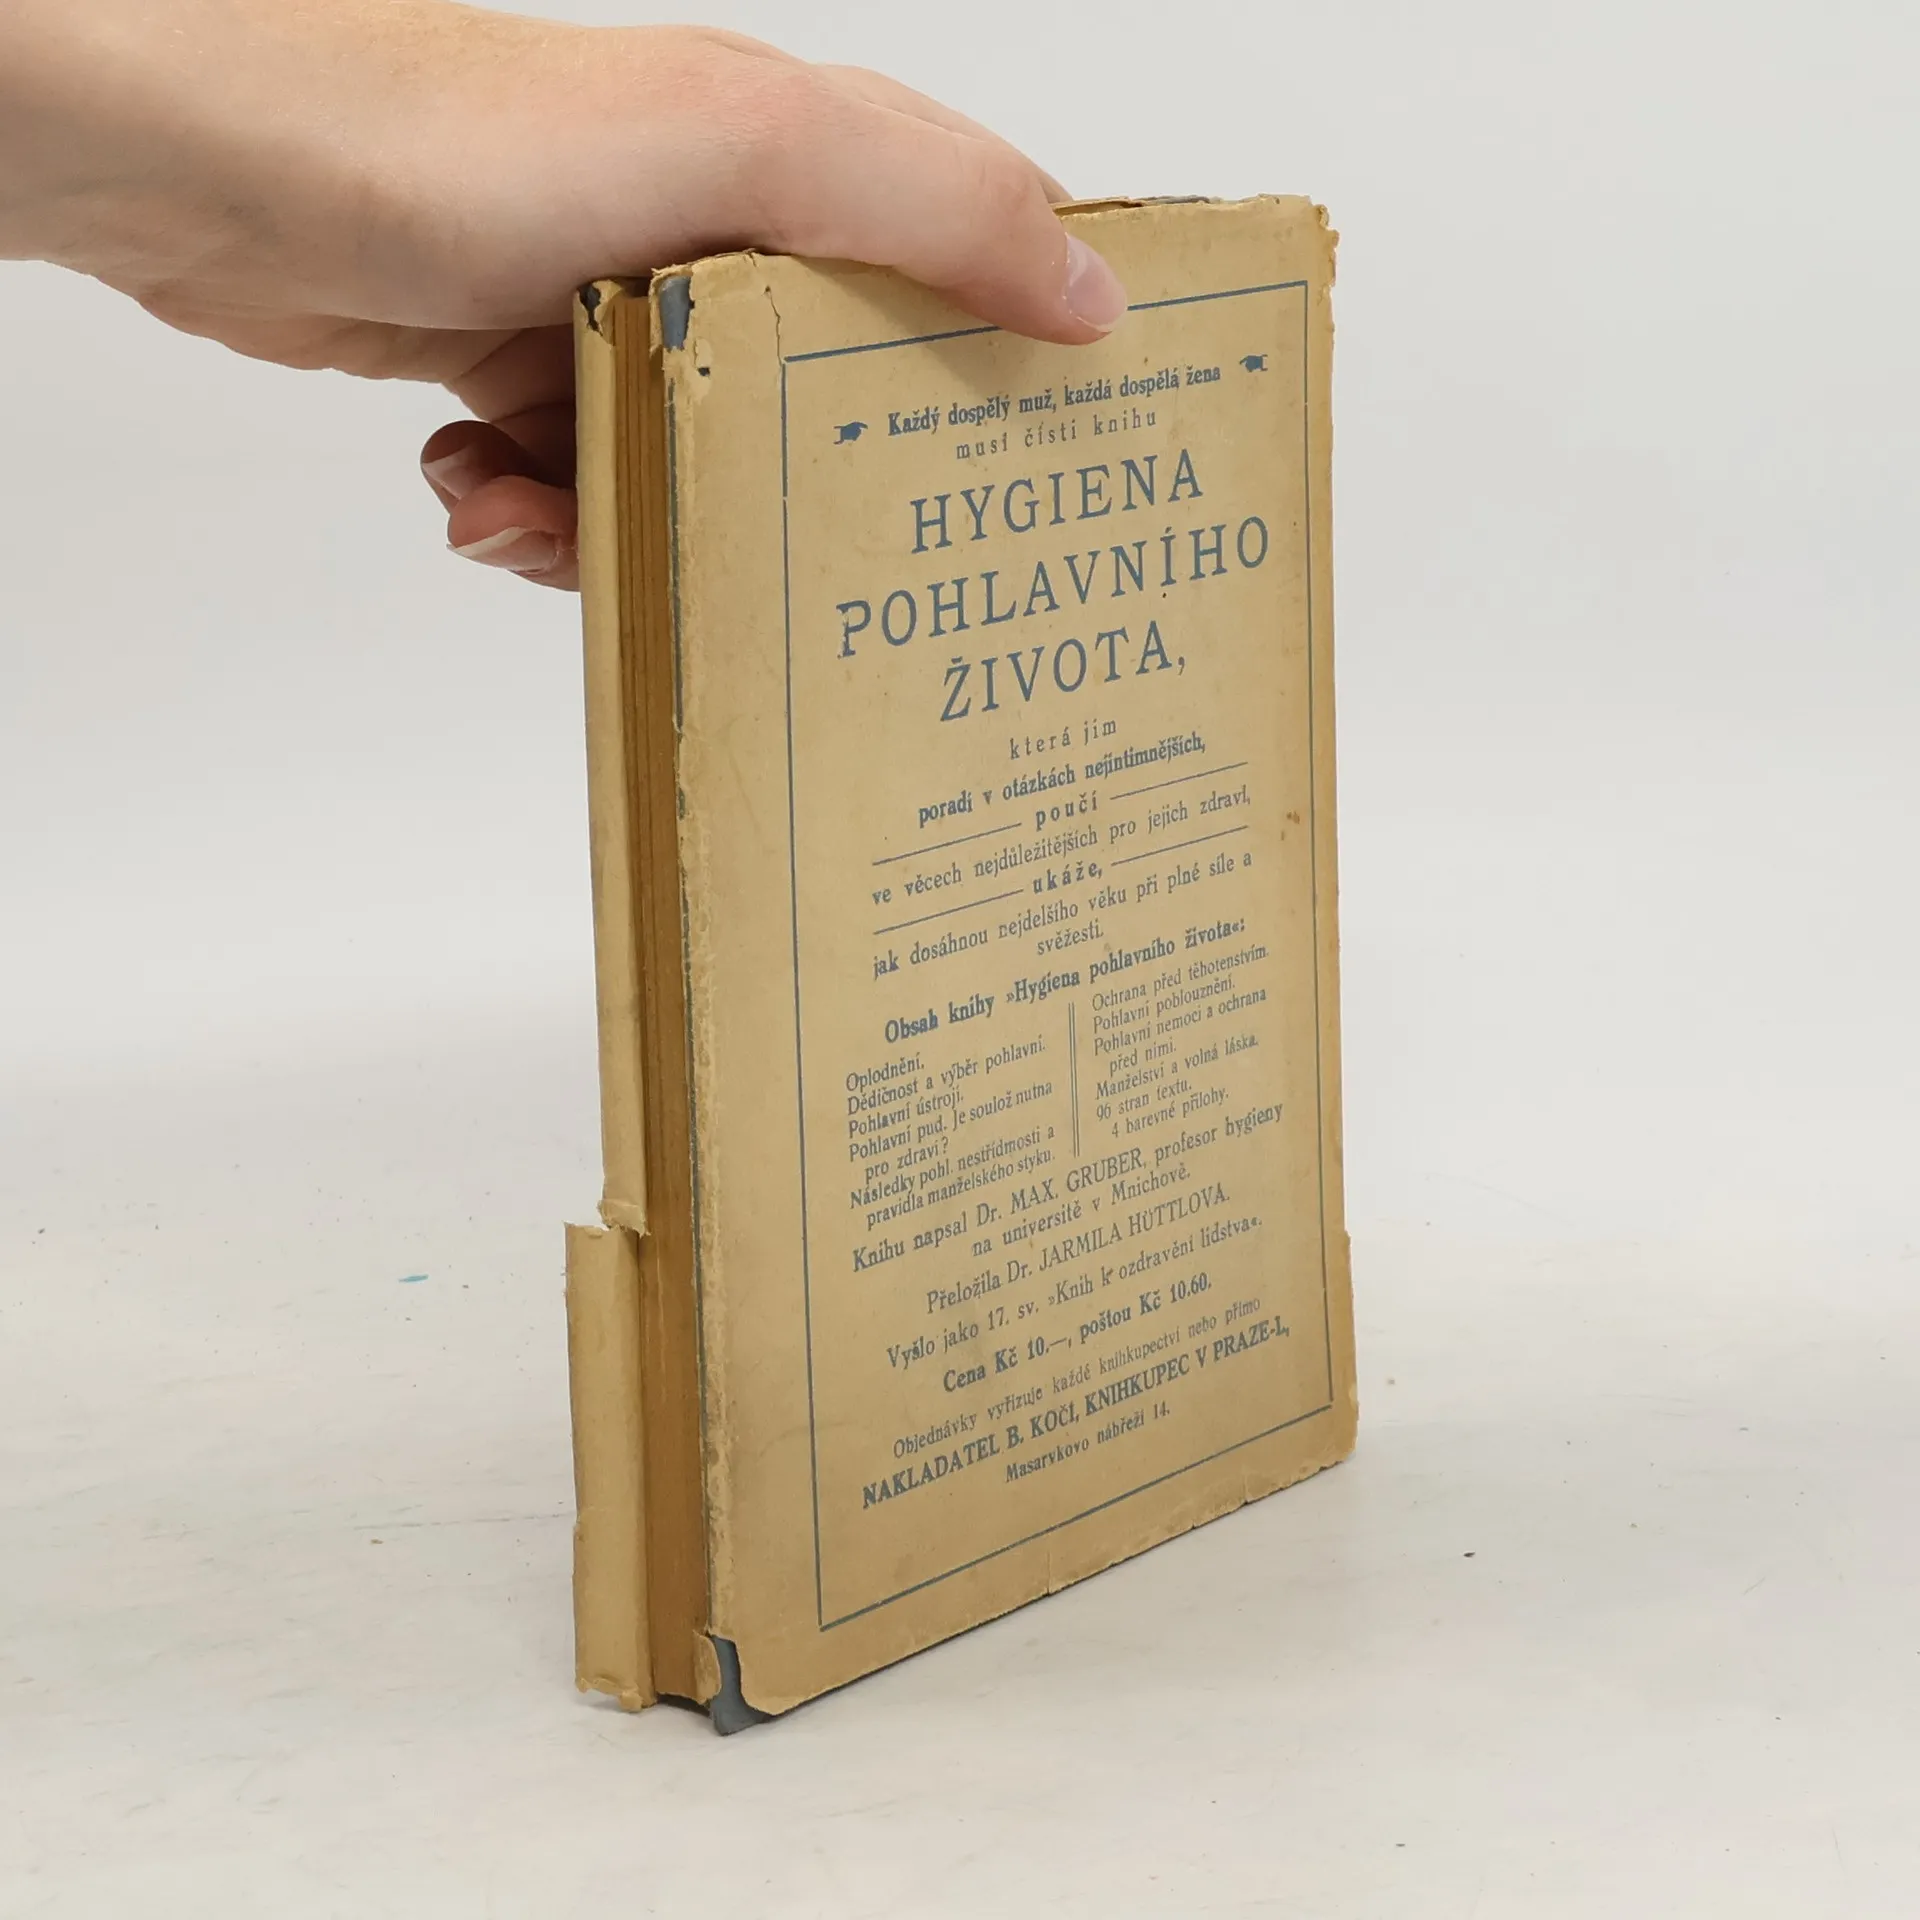 Každý dospělý muž, každá dospělá žena
musí čísti knihu
HYGIENA
POHLAVNÍHO
ŽIVOTA,
která jim
poradí v otázkách nejintimnějších,
poučí
ve věcech nejdůležitějších pro jejich zdraví,
ukáže,
jak dosáhnou nejdelšího věku při plné síle a
svěžesti.
Obsah knihy »Hygiena pohlavního života«:
Oplodnění.
Dědičnost a výběr pohlavní.
Pohlavní ústrojí.
Pohlavní pud. Je soulož nutna
pro zdraví?
Následky pohl. nestřídmosti a
pravidla manželského styku.
Ochrana před těhotenstvím.
Pohlavní poblouznění.
Pohlavní nemoci a ochrana
před nimi.
Manželství a volná láska.
96 stran textu.
4 barevné přílohy.
Knihu napsal Dr. MAX. GRUBER, profesor hygieny
na universitě v Mnichově.
Přeložila Dr. JARMILA HÜTTLOVA.
Vyšlo jako 17. sv. »Knih k ozdravění lidstva«.
Cena Kč 10.—, poštou Kč 10.60.
Objednávky vyřizuje každé knihkupectví nebo přímo
NAKLADATEL B. KOČÍ, KNIHKUPEC V PRAZE-I.,
Masarykovo nábřeží 14.